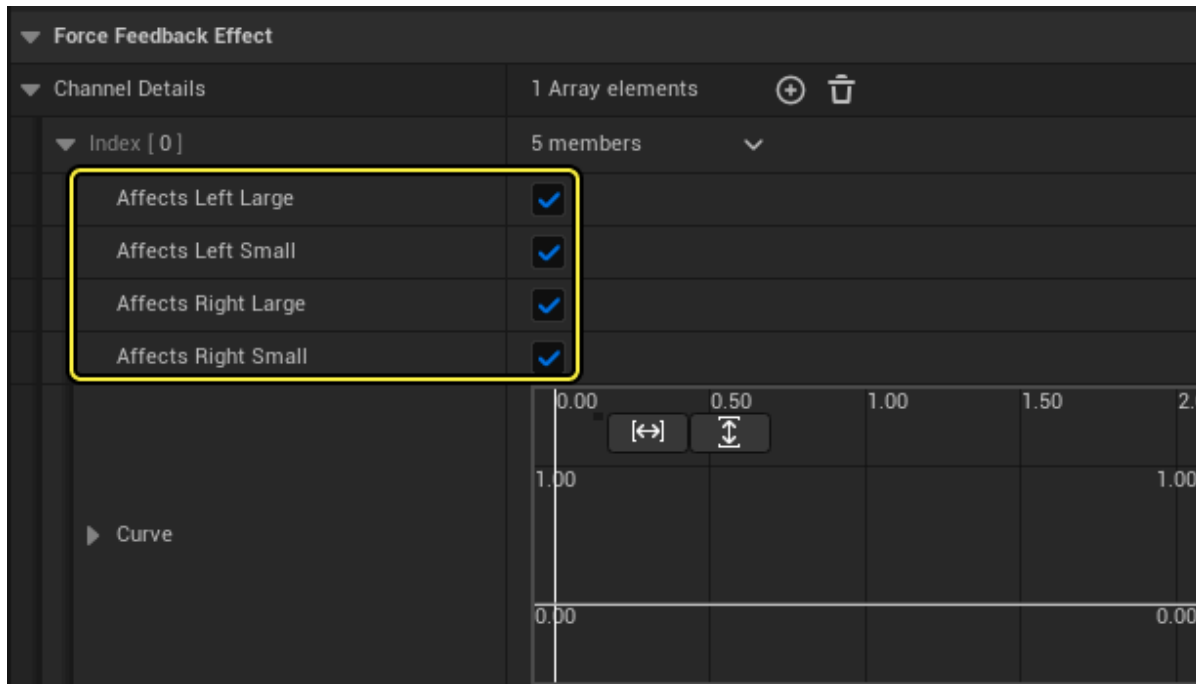 Force Feedback Effect
Channel Details 1 Array elements
Index [ 0 ] 5 members
Affects Left Large
Affects Left Small
Affects Right Large
Affects Right Small
0.00 0.50 1.00 1.50 2.
1.00 1.00
Curve
0.00 0.00